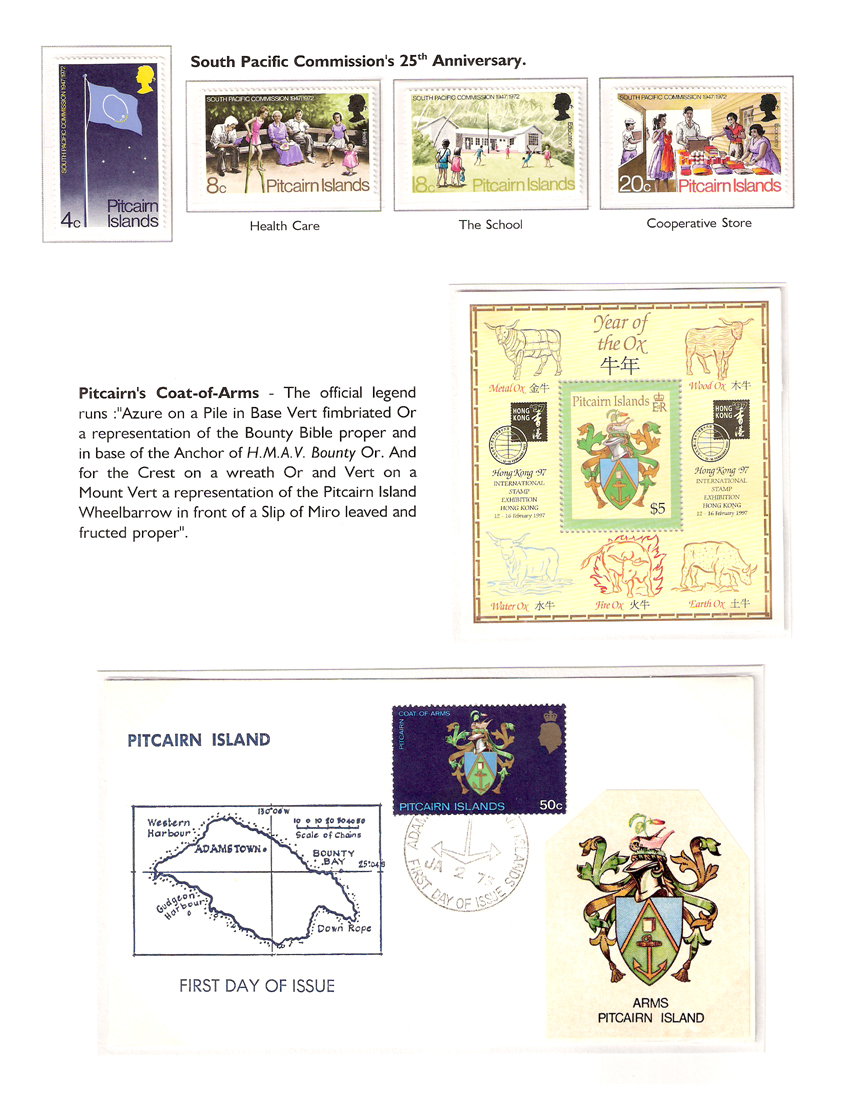 South Pacific Commission's 25th Anniversary.
SOUTH PACIFIC COMMISSION 1947/1972
4c
Pitcairn
Islands
SOUTH PACIFIC COMMISSION 1947/1972
Health
8c Pitcairn Islands
SOUTH PACIFIC COMMISSION 1947/1972
Education
18c Pitcairn Islands
SOUTH PACIFIC COMMISSION 1947/1972
20c Pitcairn Islands
Health Care
The School
Cooperative Store
Pitcairn's Coat-of-Arms - The official legend
runs :"Azure on a Pile in Base Vert fimbriated Or
a representation of the Bounty Bible proper and
in base of the Anchor of H.M.A.V. Bounty Or. And
for the Crest on a wreath Or and Vert on a
Mount Vert a representation of the Pitcairn Island
Wheelbarrow in front of a Slip of Miro leaved and
fructed proper".
Year of
the Ox
牛年
Metal Ox 金牛
Wood Ox 木牛
Pitcairn Islands
EIIR
$5
HONG
KONG
香港
Hong Kong '97
INTERNATIONAL
STAMP
EXHIBITION
HONG KONG
12 - 16 February 1997
HONG
KONG
香港
Hong Kong '97
INTERNATIONAL
STAMP
EXHIBITION
HONG KONG
12 - 16 February 1997
Water Ox 水牛
Fire Ox 火牛
Earth Ox 土牛
PITCAIRN ISLAND
PITCAIRN COAT OF ARMS
PITCAIRN ISLANDS 50c
JA 2 7
FIRST DAY OF ISSUE
130°06'W
Western
Harbour
10 0 10 20 30 40 50
Scale of Chains
ADAMSTOWN
BOUNTY
BAY
25°04'S
Gudgeon
Harbour
Down Rope
FIRST DAY OF ISSUE
ARMS
PITCAIRN ISLAND